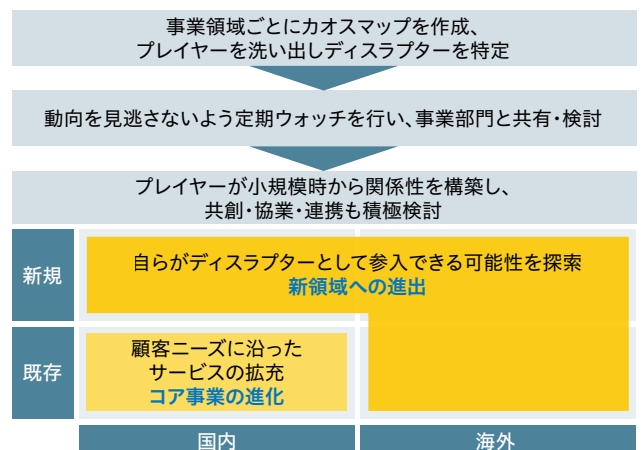 事業領域ごとにカオスマップを作成、
プレイヤーを洗い出しディスラプターを特定
動向を見逃さないよう定期ウォッチを行い、事業部門と共有・検討
プレイヤーが小規模時から関係性を構築し、
共創・協業・連携も積極検討
新規
自らがディスラプターとして参入できる可能性を探索
新領域への進出
既存
顧客ニーズに沿った
サービスの拡充
コア事業の進化
国内
海外